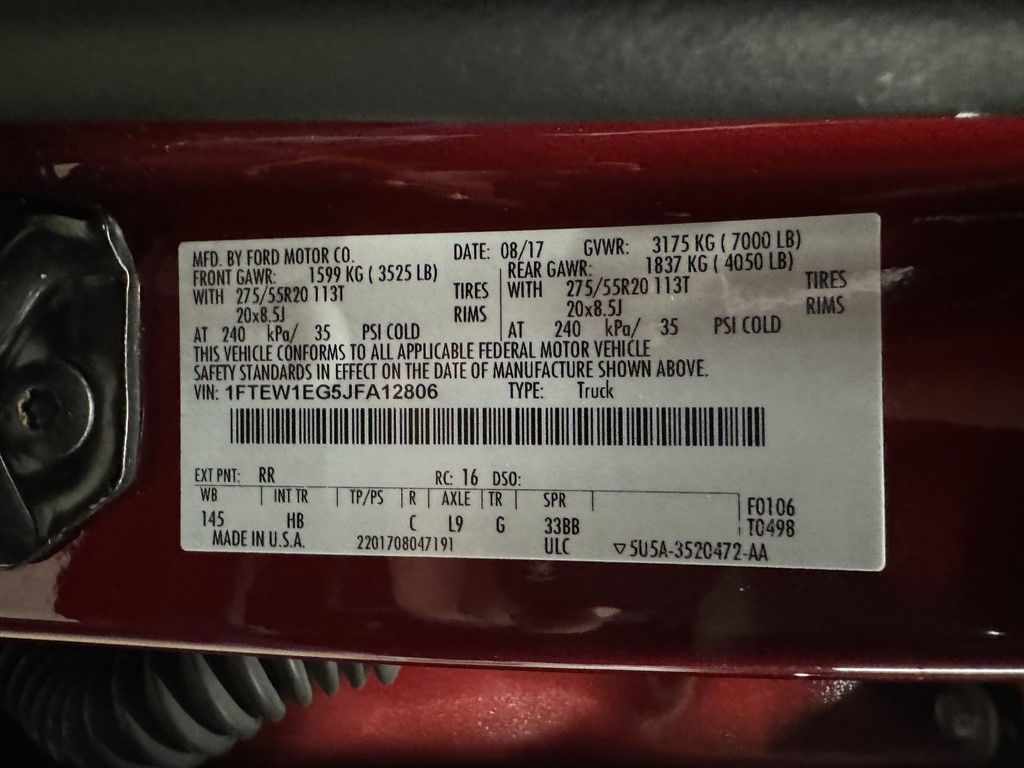 MFD. BY FORD MOTOR CO. DATE: 08/17 GVWR: 3175 KG ( 7000 LB)
FRONT GAWR: 1599 KG ( 3525 LB) REAR GAWR: 1837 KG ( 4050 LB)
WITH 275/55R20 113T TIRES WITH 275/55R20 113T TIRES
20x8.5J RIMS 20x8.5J RIMS
AT 240 kPa/ 35 PSI COLD AT 240 kPa/ 35 PSI COLD
THIS VEHICLE CONFORMS TO ALL APPLICABLE FEDERAL MOTOR VEHICLE
SAFETY STANDARDS IN EFFECT ON THE DATE OF MANUFACTURE SHOWN ABOVE.
VIN: 1FTEW1EG5JFA12806 TYPE: Truck
EXT PNT: RR RC: 16 DSO:
WB INT TR TP/PS R AXLE TR SPR F0106
145 HB C L9 G 33BB T0498
MADE IN U.S.A. 2201708047191 ULC ▽5U5A-3520472-AA